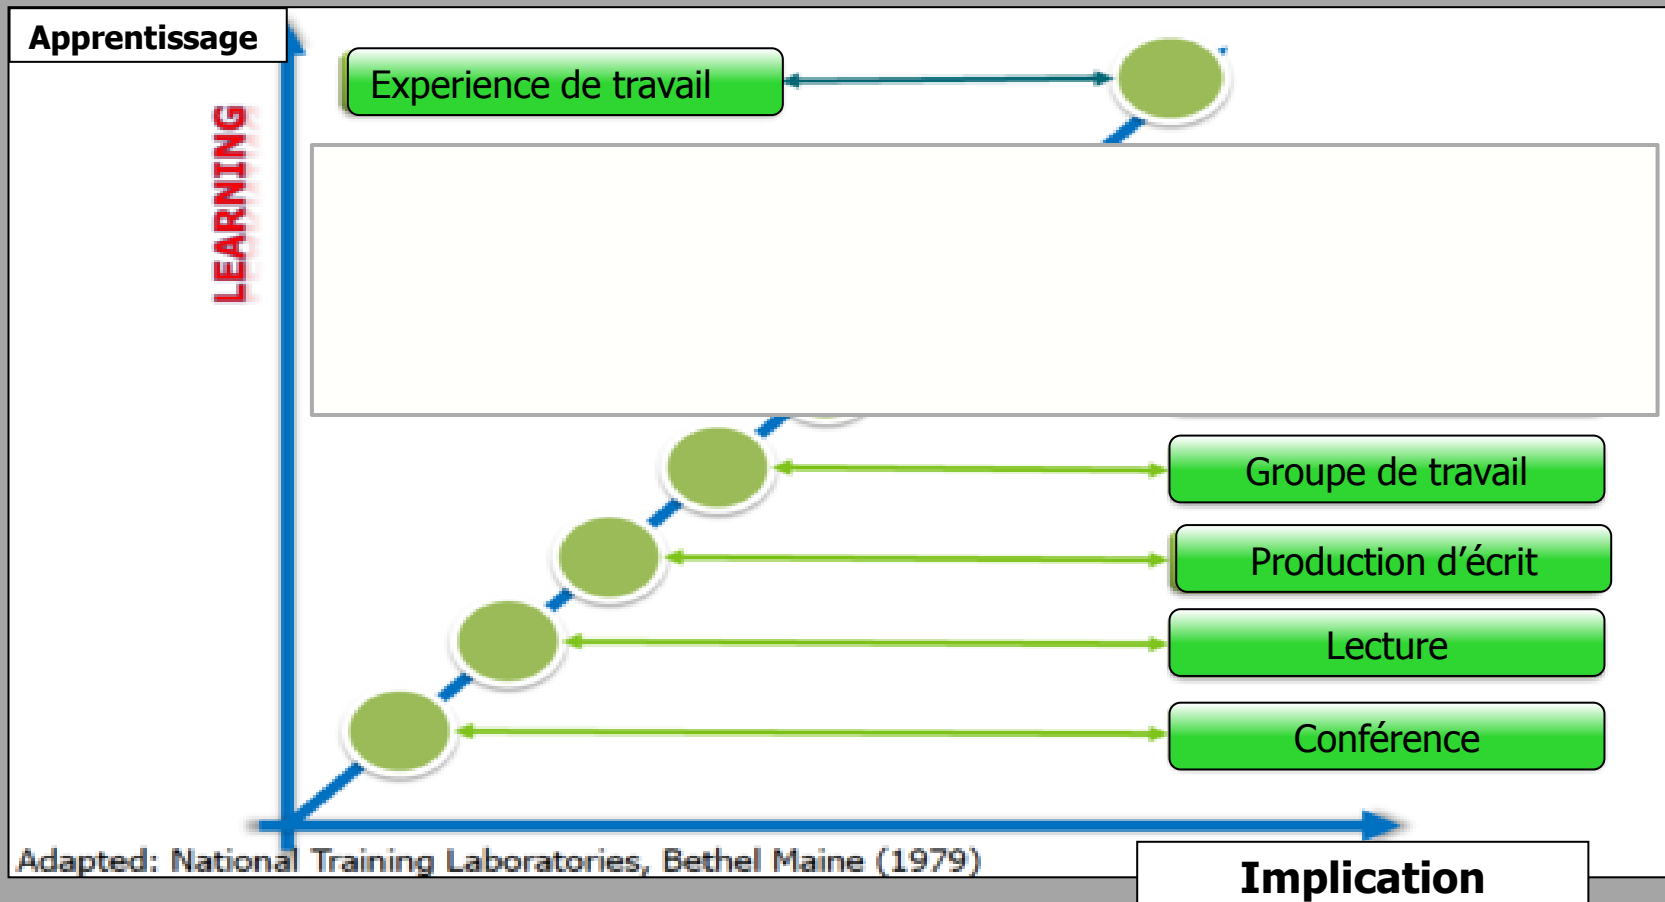 Apprentissage
LEARNING
Experience de travail
Groupe de travail
Production d’écrit
Lecture
Conférence
Adapted: National Training Laboratories, Bethel Maine (1979)
Implication